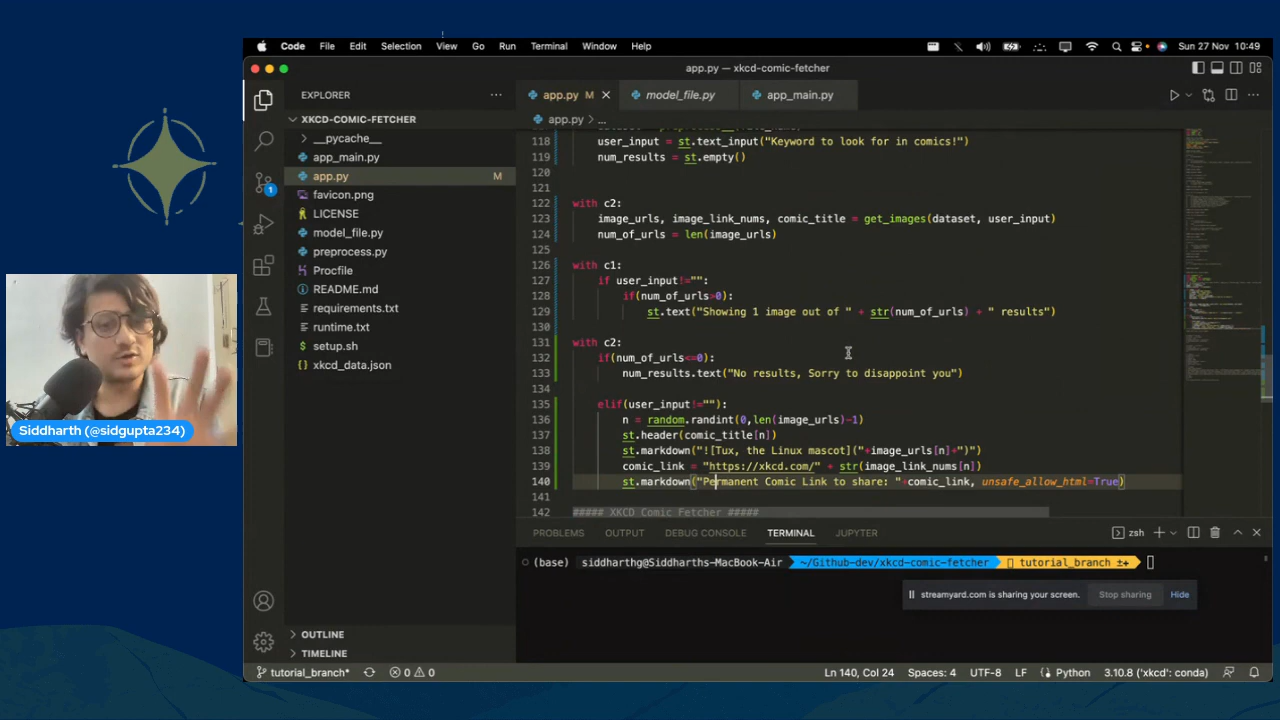 Code File Edit Selection View Go Run Terminal Window Help Sun 27 Nov 10:49
app.py — xkcd-comic-fetcher
EXPLORER
XKCD-COMIC-FETCHER
__pycache__
app_main.py
app.py M
favicon.png
LICENSE
model_file.py
preprocess.py
Procfile
README.md
requirements.txt
runtime.txt
setup.sh
xkcd_data.json
OUTLINE
TIMELINE
1
app.py M
model_file.py
app_main.py
app.py > ...
118 user_input = st.text_input("Keyword to look for in comics!")
119 num_results = st.empty()
120
121
122 with c2:
123 image_urls, image_link_nums, comic_title = get_images(dataset, user_input)
124 num_of_urls = len(image_urls)
125
126 with c1:
127 if user_input!="":
128 if(num_of_urls>0):
129 st.text("Showing 1 image out of " + str(num_of_urls) + " results")
130
131 with c2:
132 if(num_of_urls<=0):
133 num_results.text("No results, Sorry to disappoint you")
134
135 elif(user_input!=""):
136 n = random.randint(0,len(image_urls)-1)
137 st.header(comic_title[n])
138 st.markdown("![Tux, the Linux mascot]("+image_urls[n]+")")
139 comic_link = "https://xkcd.com/" + str(image_link_nums[n])
140 st.markdown("Permanent Comic Link to share: "+comic_link, unsafe_allow_html=True)
141
142 ##### XKCD Comic Fetcher #####
PROBLEMS OUTPUT DEBUG CONSOLE TERMINAL JUPYTER
zsh
(base) siddharthg@Siddharths-MacBook-Air ~/Github-dev/xkcd-comic-fetcher tutorial_branch ±+
streamyard.com is sharing your screen. Stop sharing Hide
tutorial_branch* 0 0 Ln 140, Col 24 Spaces: 4 UTF-8 LF Python 3.10.8 ('xkcd': conda)
Siddharth (@sidgupta234)